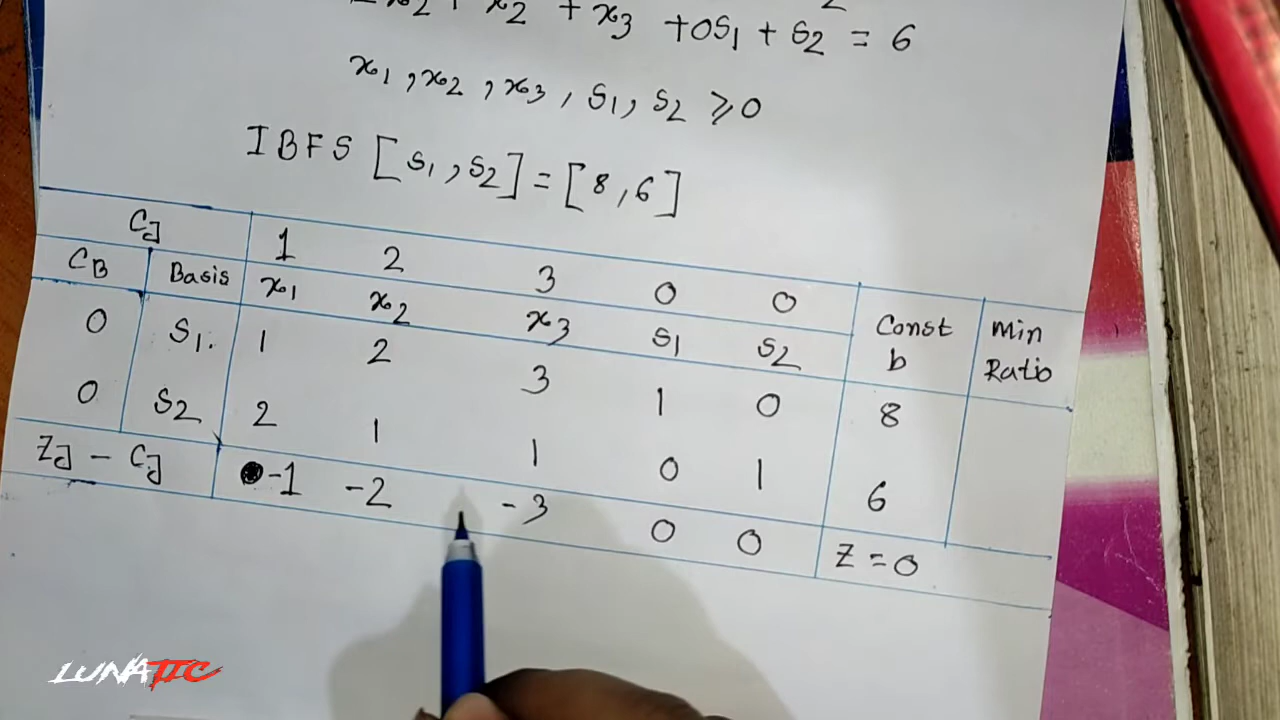 x2 + x3 + 0S1 + S2 = 6
x1, x2, x3, S1, S2 ⩾ 0
IBFS [S1, S2] = [8, 6]
CJ 1 2 3 0 0
CB Basis x1 x2 x3 S1 S2 Const b Min Ratio
0 S1. 1 2 3 1 0 8
0 S2 2 1 1 0 1 6
ZJ - CJ -1 -2 -3 0 0 Z = 0
LUNATIC